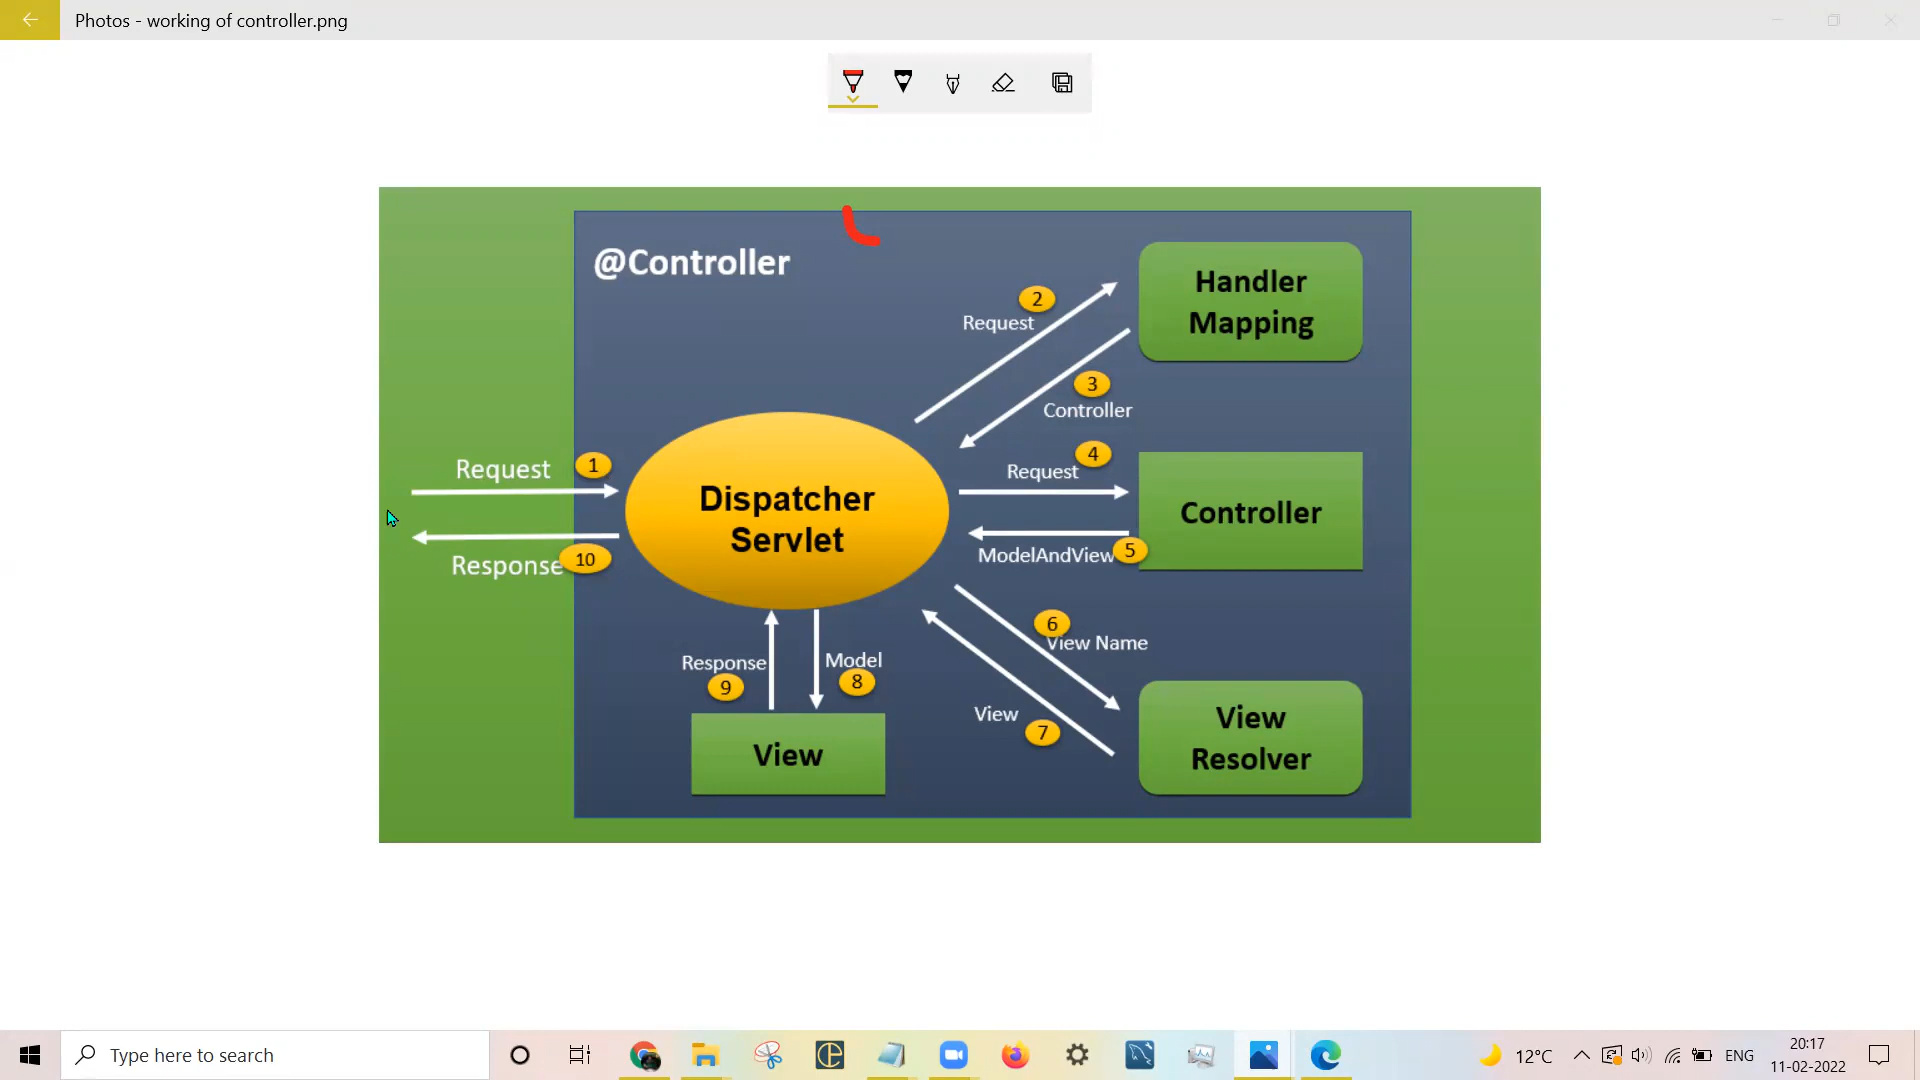 Photos - working of controller.png
@Controller
Handler
Mapping
2
Request
3
Controller
Request 1
4
Request
Dispatcher
Servlet
Controller
ModelAndView 5
Response 10
6
View Name
Response
9
Model
8
View
7
View
Resolver
View
Type here to search
12°C
ENG
20:17
11-02-2022